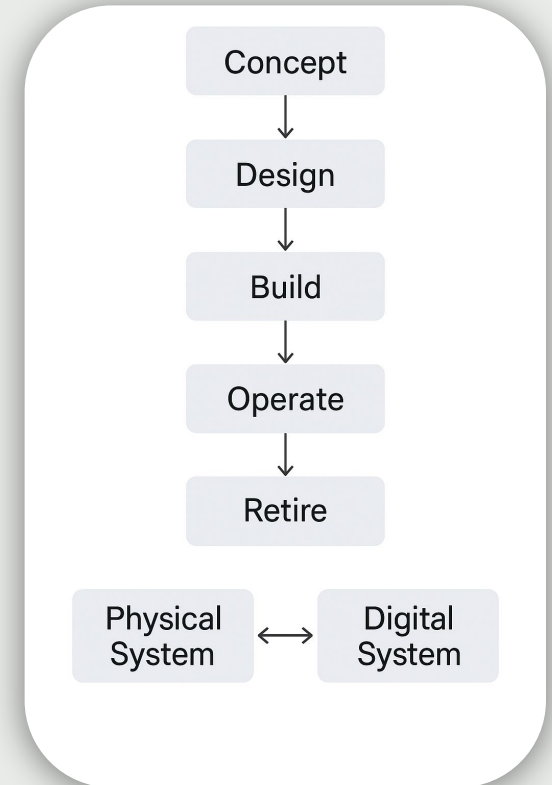 Concept
Design
Build
Operate
Retire
Physical
System
Digital
System